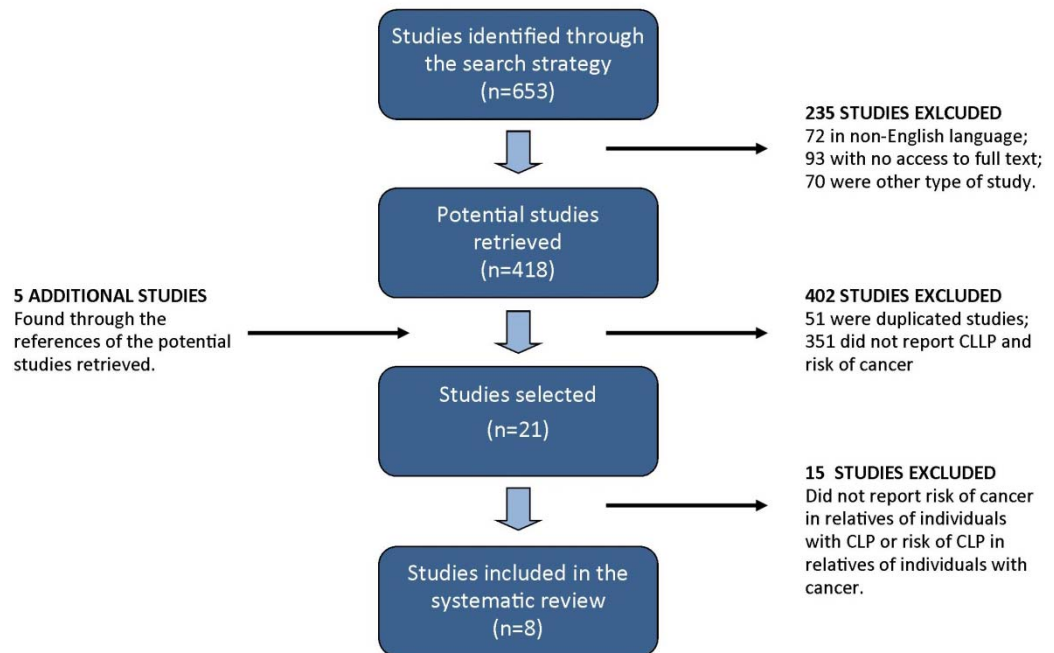 Studies identified through
the search strategy
(n=653)
235 STUDIES EXLCUDED
72 in non-English language;
93 with no access to full text;
70 were other type of study.
Potential studies
retrieved
(n=418)
5 ADDITIONAL STUDIES
Found through the
references of the potential
studies retrieved.
402 STUDIES EXCLUDED
51 were duplicated studies;
351 did not report CLLP and
risk of cancer
Studies selected
(n=21)
15 STUDIES EXCLUDED
Did not report risk of cancer
in relatives of individuals
with CLP or risk of CLP in
relatives of individuals with
cancer.
Studies included in the
systematic review
(n=8)